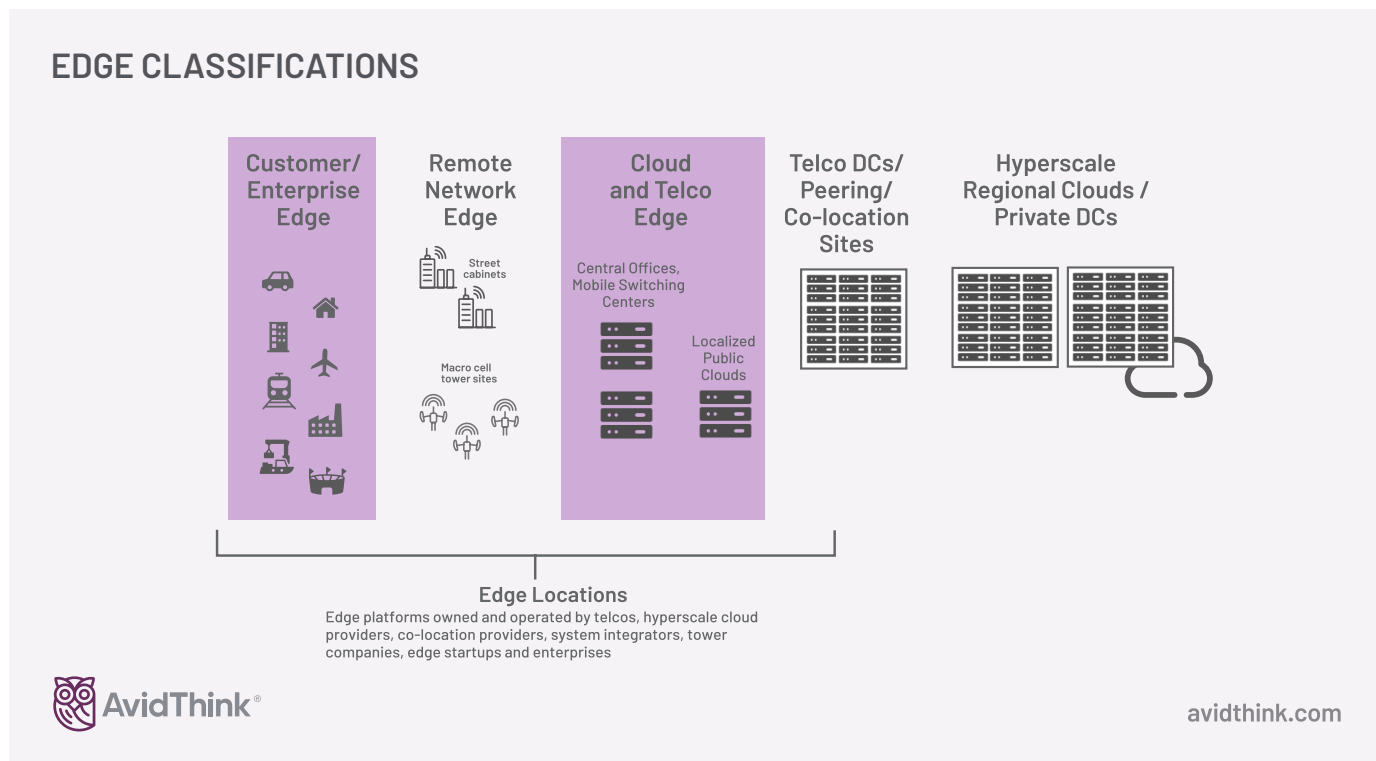 EDGE CLASSIFICATIONS
Customer/
Enterprise
Edge
Remote
Network
Edge
Street
cabinets
Macro cell
tower sites
Cloud
and Telco
Edge
Central Offices,
Mobile Switching
Centers
Localized
Public
Clouds
Telco DCs/
Peering/
Co-location
Sites
Hyperscale
Regional Clouds /
Private DCs
Edge Locations
Edge platforms owned and operated by telcos, hyperscale cloud
providers, co-location providers, system integrators, tower
companies, edge startups and enterprises
AvidThink®
avidthink.com